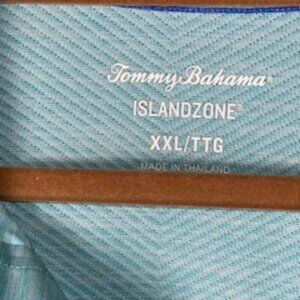 Tommy Bahama®
ISLANDZONE®
XXL/TTG
MADE IN THAILAND